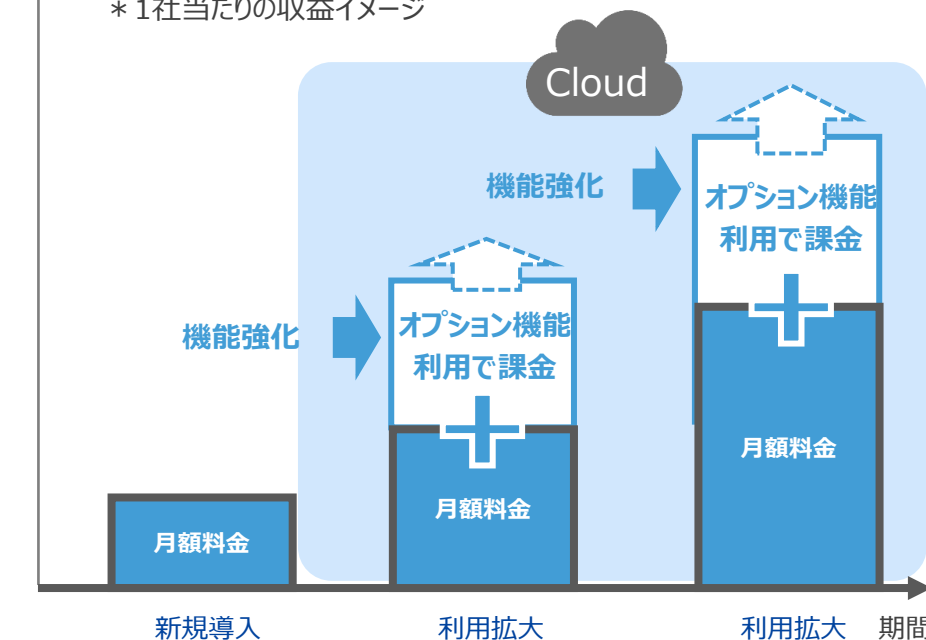 ＊1社当たりの収益イメージ
Cloud
機能強化
オプション機能
利用で課金
機能強化
オプション機能
利用で課金
月額料金
月額料金
月額料金
新規導入
利用拡大
利用拡大
期間